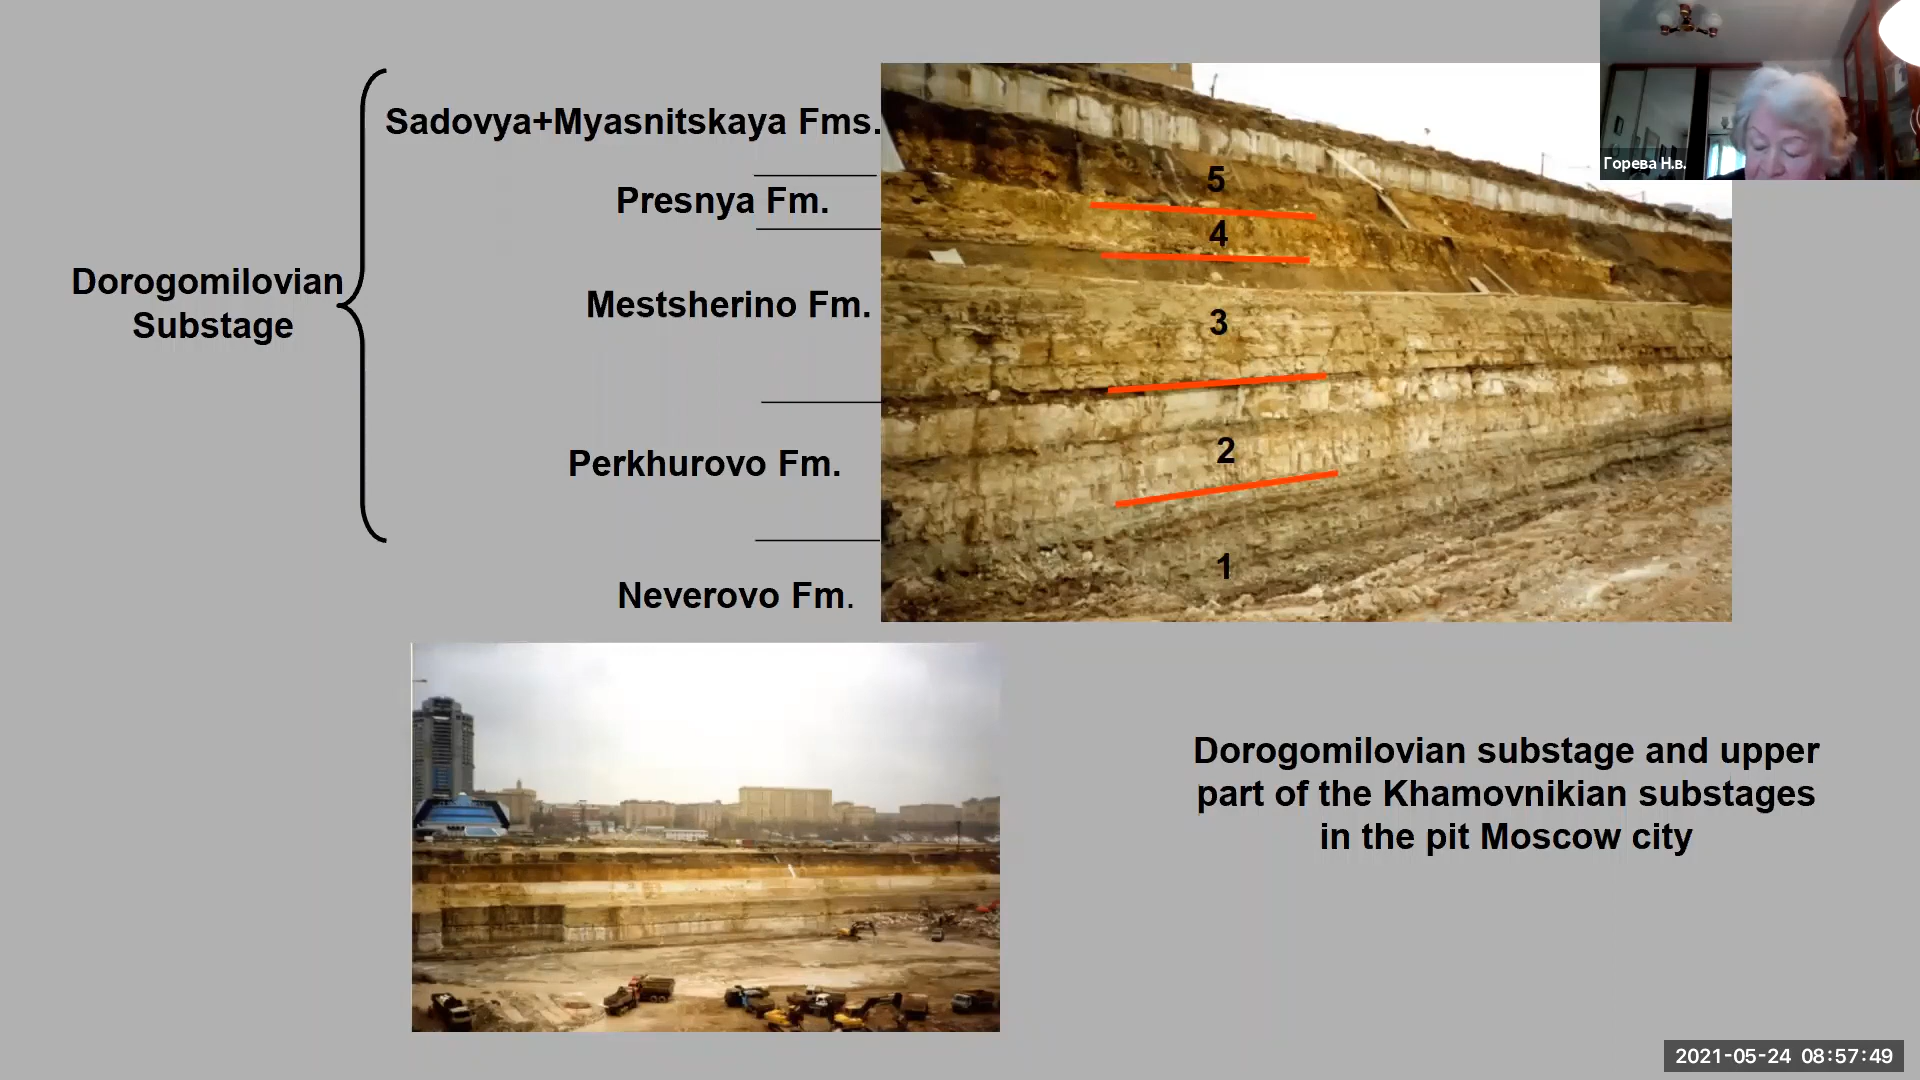 Sadovya+Myasnitskaya Fms.
Presnya Fm.
Dorogomilovian
Substage
Mestsherino Fm.
Perkhurovo Fm.
Neverovo Fm.
5
4
3
2
1
Горева Н.в.
Dorogomilovian substage and upper
part of the Khamovnikian substages
in the pit Moscow city
2021-05-24 08:57:49